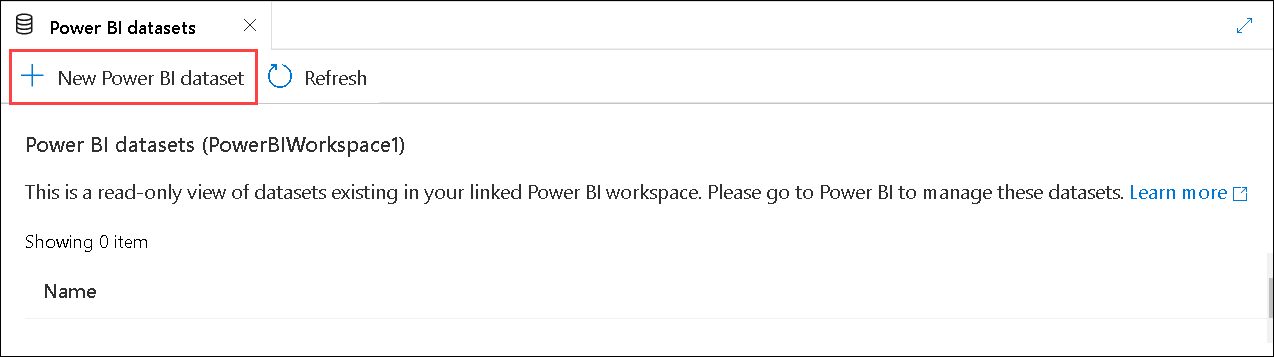 Power BI datasets
New Power BI dataset Refresh
Power BI datasets (PowerBIWorkspace1)
This is a read-only view of datasets existing in your linked Power BI workspace. Please go to Power BI to manage these datasets. Learn more
Showing 0 item
Name